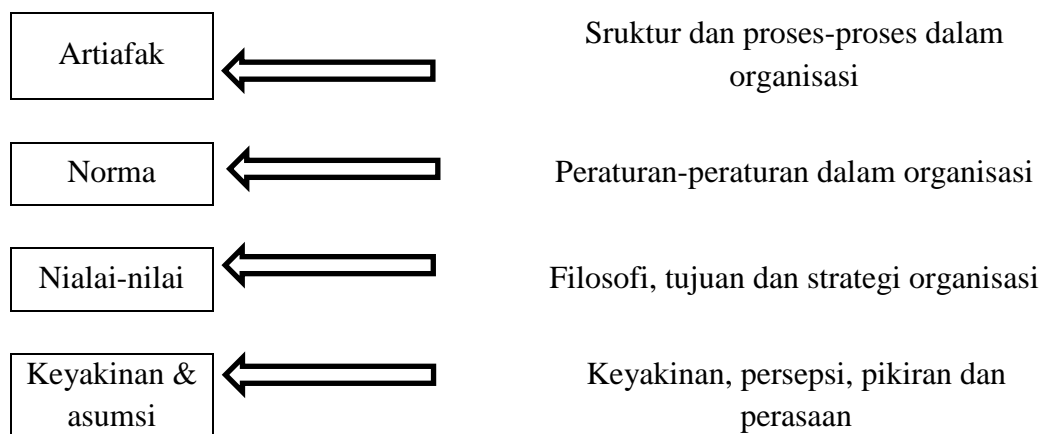 Artiafak
Sruktur dan proses-proses dalam
organisasi
Norma
Peraturan-peraturan dalam organisasi
Nialai-nilai
Filosofi, tujuan dan strategi organisasi
Keyakinan &
asumsi
Keyakinan, persepsi, pikiran dan
perasaan